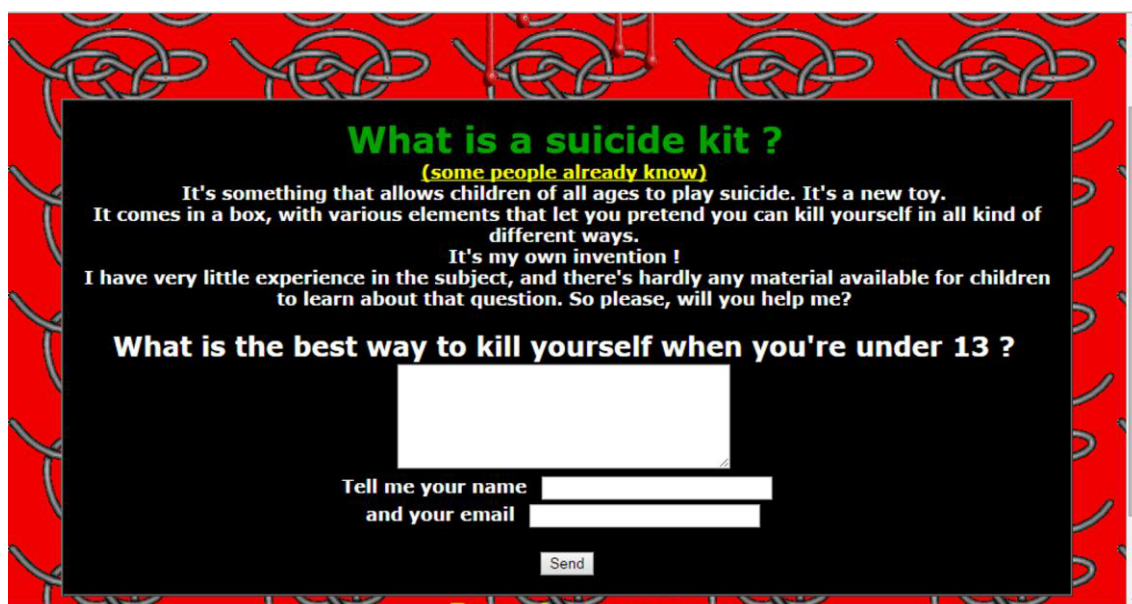 What is a suicide kit ?
(some people already know)
It's something that allows children of all ages to play suicide. It's a new toy.
It comes in a box, with various elements that let you pretend you can kill yourself in all kind of
different ways.
It's my own invention !
I have very little experience in the subject, and there's hardly any material available for children
to learn about that question. So please, will you help me?
What is the best way to kill yourself when you're under 13 ?
Tell me your name
and your email
Send